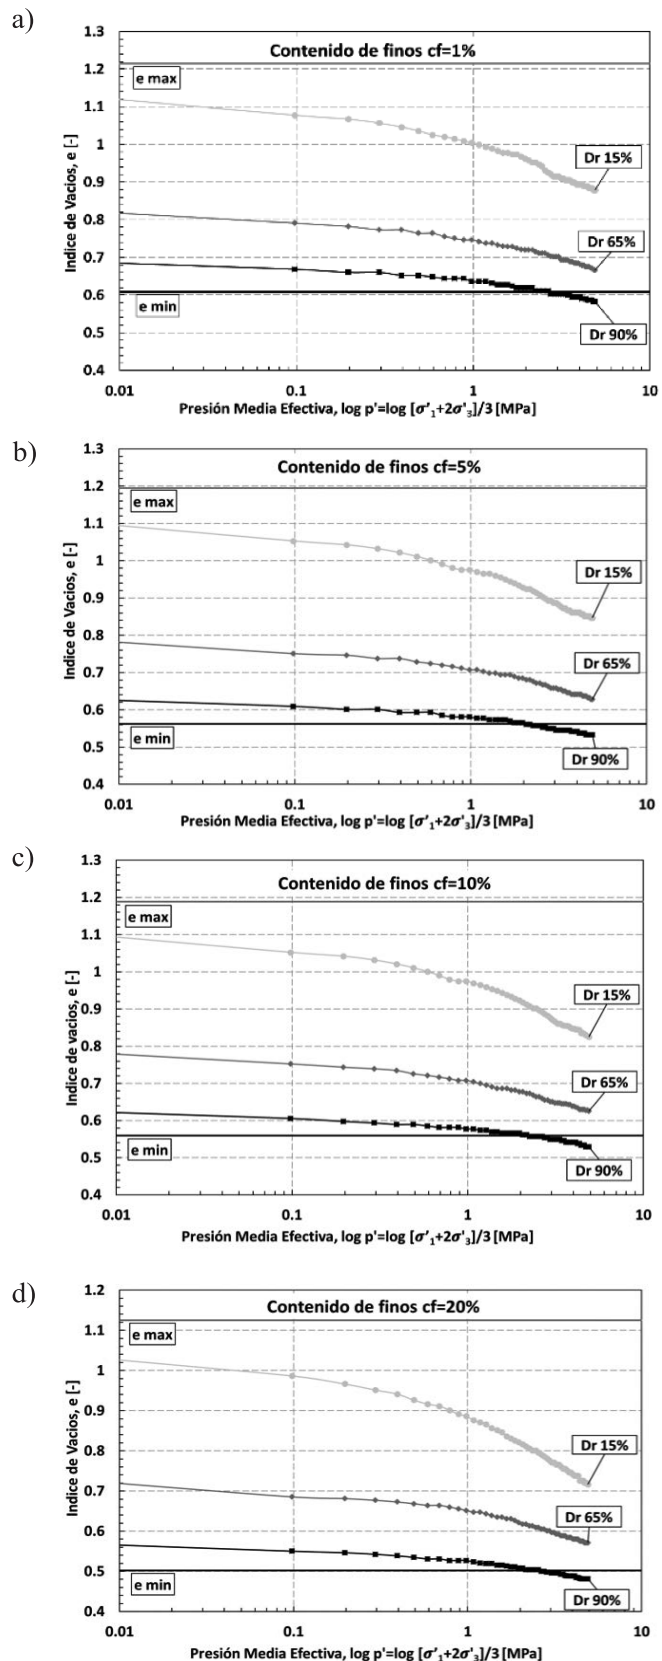 a)
Contenido de finos cf=1%
Indice de Vacios, e [-]
1.3
1.2
1.1
1
0.9
0.8
0.7
0.6
0.5
0.4
e max
e min
Dr 15%
Dr 65%
Dr 90%
0.01
0.1
1
10
Presión Media Efectiva, log p'=log [σ'₁+2σ'₃]/3 [MPa]
b)
Contenido de finos cf=5%
Indice de Vacios, e [-]
1.3
1.2
1.1
1
0.9
0.8
0.7
0.6
0.5
0.4
e max
e min
Dr 15%
Dr 65%
Dr 90%
0.01
0.1
1
10
Presión Media Efectiva, log p'=log [σ'₁+2σ'₃]/3 [MPa]
c)
Contenido de finos cf=10%
Indice de vacios, e [-]
1.3
1.2
1.1
1
0.9
0.8
0.7
0.6
0.5
0.4
e max
e min
Dr 15%
Dr 65%
Dr 90%
0.01
0.1
1
10
Presión Media Efectiva, log p'=log [σ'₁+2σ'₃]/3 [MPa]
d)
Contenido de finos cf=20%
Indice de Vacios, e [-]
1.2
1.1
1
0.9
0.8
0.7
0.6
0.5
0.4
e max
e min
Dr 15%
Dr 65%
Dr 90%
0.01
0.1
1
10
Presión Media Efectiva, log p'=log [σ'₁+2σ'₃]/3 [MPa]